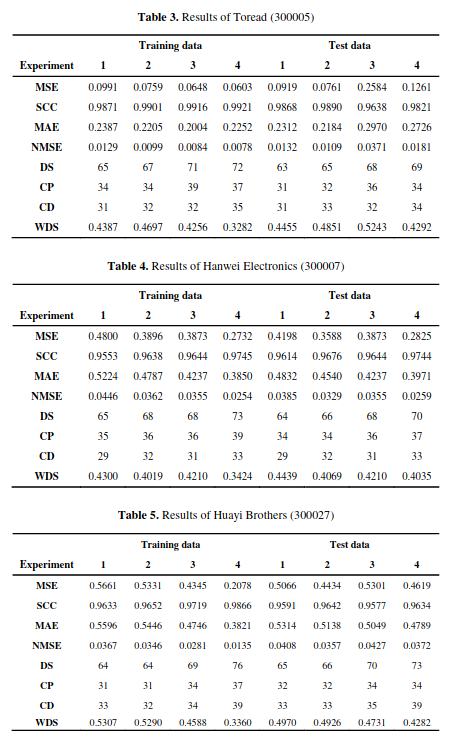 Table 3. Results of Toread (300005)
Training data Test data
Experiment 1 2 3 4 1 2 3 4
MSE 0.0991 0.0759 0.0648 0.0603 0.0919 0.0761 0.2584 0.1261
SCC 0.9871 0.9901 0.9916 0.9921 0.9868 0.9890 0.9638 0.9821
MAE 0.2387 0.2205 0.2004 0.2252 0.2312 0.2184 0.2970 0.2726
NMSE 0.0129 0.0099 0.0084 0.0078 0.0132 0.0109 0.0371 0.0181
DS 65 67 71 72 63 65 68 69
CP 34 34 39 37 31 32 36 34
CD 31 32 32 35 31 33 32 34
WDS 0.4387 0.4697 0.4256 0.3282 0.4455 0.4851 0.5243 0.4292
Table 4. Results of Hanwei Electronics (300007)
Training data Test data
Experiment 1 2 3 4 1 2 3 4
MSE 0.4800 0.3896 0.3873 0.2732 0.4198 0.3588 0.3873 0.2825
SCC 0.9553 0.9638 0.9644 0.9745 0.9614 0.9676 0.9644 0.9744
MAE 0.5224 0.4787 0.4237 0.3850 0.4832 0.4540 0.4237 0.3971
NMSE 0.0446 0.0362 0.0355 0.0254 0.0385 0.0329 0.0355 0.0259
DS 65 68 68 73 64 66 68 70
CP 35 36 36 39 34 34 36 37
CD 29 32 31 33 29 32 31 33
WDS 0.4300 0.4019 0.4210 0.3424 0.4439 0.4069 0.4210 0.4035
Table 5. Results of Huayi Brothers (300027)
Training data Test data
Experiment 1 2 3 4 1 2 3 4
MSE 0.5661 0.5331 0.4345 0.2078 0.5066 0.4434 0.5301 0.4619
SCC 0.9633 0.9652 0.9719 0.9866 0.9591 0.9642 0.9577 0.9634
MAE 0.5596 0.5446 0.4746 0.3821 0.5314 0.5138 0.5049 0.4789
NMSE 0.0367 0.0346 0.0281 0.0135 0.0408 0.0357 0.0427 0.0372
DS 64 64 69 76 65 66 70 73
CP 31 31 34 37 32 32 34 34
CD 33 32 34 39 33 33 35 39
WDS 0.5307 0.5290 0.4588 0.3360 0.4970 0.4926 0.4731 0.4282